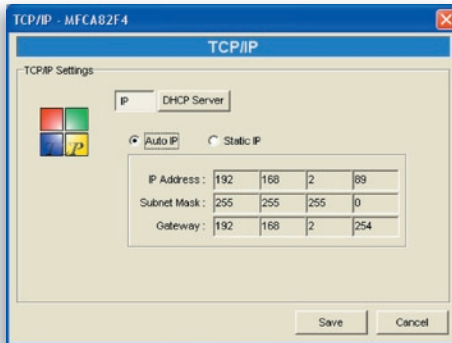 TCP/IP - MFCA82F4
TCP/IP
TCP/IP Settings
IP DHCP Server
Auto IP Static IP
IP Address : 192 168 2 89
Subnet Mask : 255 255 255 0
Gateway : 192 168 2 254
Save Cancel